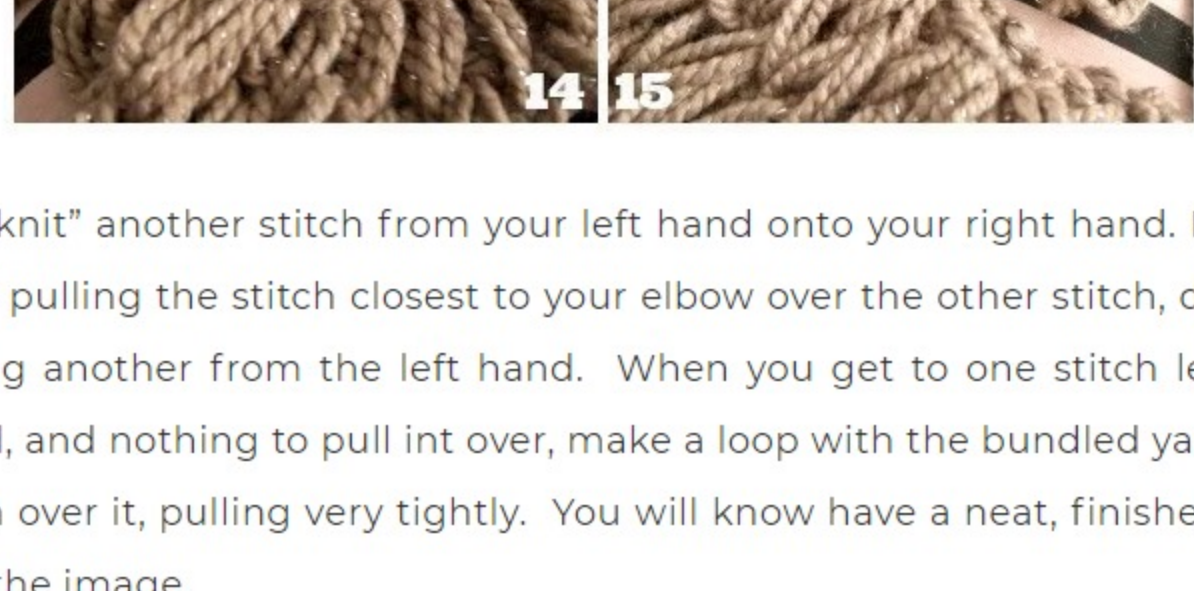 14 15
knit” another stitch from your left hand onto your right hand.
pulling the stitch closest to your elbow over the other stitch,
another from the left hand.  When you get to one stitch
and nothing to pull int over, make a loop with the bundled
over it, pulling very tightly.  You will know have a neat,
the image.